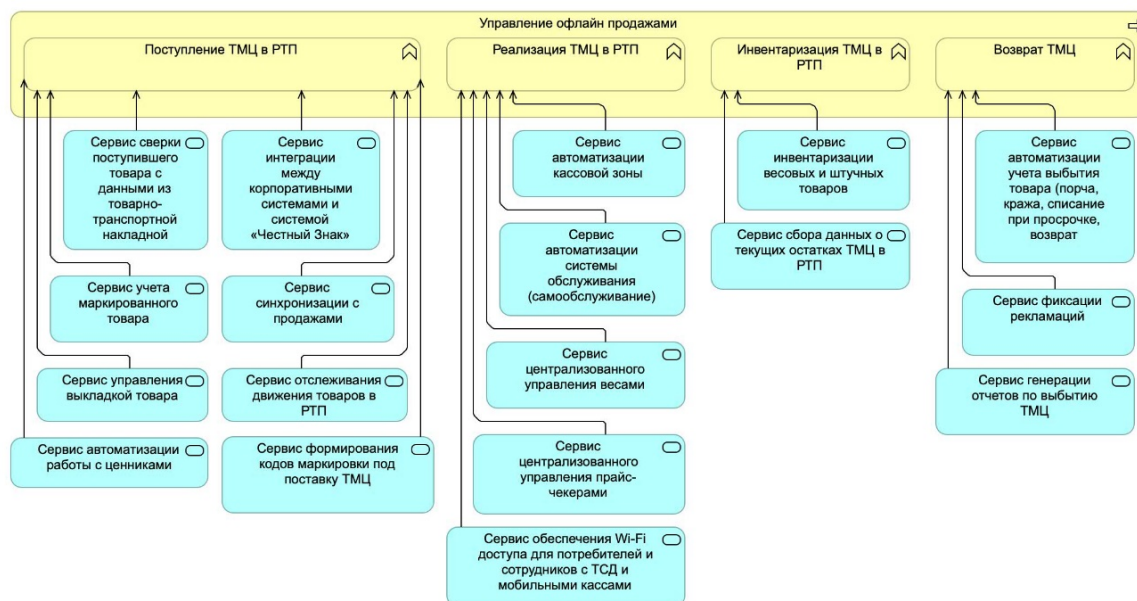 Управление офлайн продажами
Поступление ТМЦ в РТП
Реализация ТМЦ в РТП
Инвентаризация ТМЦ в
РТП
Возврат ТМЦ
Сервис сверки
поступившего
товара с
данными из
товарно-
транспортной
накладной
Сервис
интеграции
между
корпоративными
системами и
системой
«Честный Знак»
Сервис учета
маркированного
товара
Сервис
синхронизации с
продажами
Сервис управления
выкладкой товара
Сервис отслеживания
движения товаров в
РТП
Сервис автоматизации
работы с ценниками
Сервис формирования
кодов маркировки под
поставку ТМЦ
Сервис
автоматизации
кассовой зоны
Сервис
автоматизации
системы
обслуживания
(самообслуживание)
Сервис
централизованного
управления весами
Сервис
централизованного
управления прайс-
чекерами
Сервис обеспечения Wi-Fi
доступа для потребителей и
сотрудников с ТСД и
мобильными кассами
Сервис
инвентаризации
весовых и штучных
товаров
Сервис сбора данных о
текущих остатках ТМЦ в
РТП
Сервис
автоматизации
учета выбытия
товара (порча,
кража, списание
при просрочке,
возврат
Сервис фиксации
рекламаций
Сервис генерации
отчетов по выбытию
ТМЦ